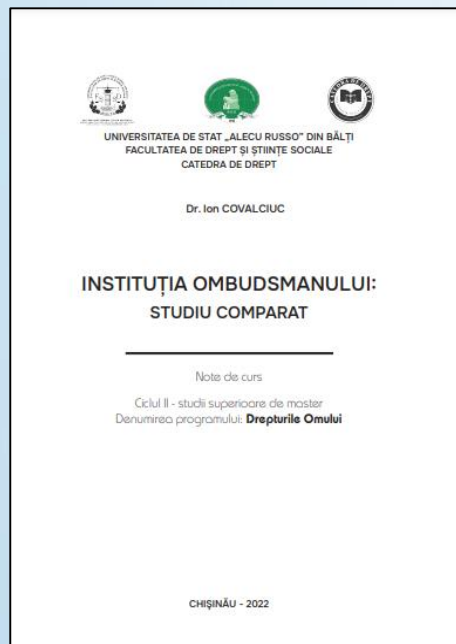 UNIVERSITATEA DE STAT „ALECU RUSSO” DIN BĂLȚI
FACULTATEA DE DREPT ȘI ȘTIINȚE SOCIALE
CATEDRA DE DREPT
Dr. Ion COVALCIUC
INSTITUȚIA OMBUDSMANULUI:
STUDIU COMPARAT
Note de curs
Ciclul II - studii superioare de master
Denumirea programului: Drepturile Omului
CHIȘINĂU - 2022